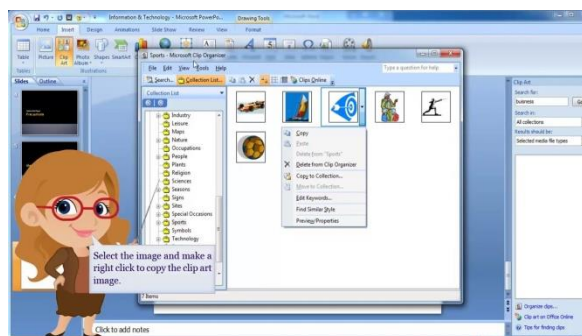 Information & Technology - Microsoft PowerPo...
Drawing Tools
Home Insert Design Animations Slide Show Review View Format
Table Picture Clip Art Photo Album Shapes SmartArt
Tables
Illustrations
Slides Outline
Sports - Microsoft Clip Organizer
File Edit View Tools Help
Type a question for help
Search... Collection List... Clips Online
Collection List
Industry
Leisure
Maps
Nature
Occupations
People
Plants
Religion
Sciences
Seasons
Signs
Sites
Special Occasions
Sports
Symbols
Technology
Copy
Paste
Delete from "Sports"
Delete from Clip Organizer
Copy to Collection...
Move to Collection...
Edit Keywords...
Find Similar Style
Preview/Properties
7 Items
Clip Art
Search for:
business
Search in:
All collections
Results should be:
Selected media file types
Organize clips...
Clip art on Office Online
Tips for finding clips
Select the image and make a
right click to copy the clip art
image.
Click to add notes